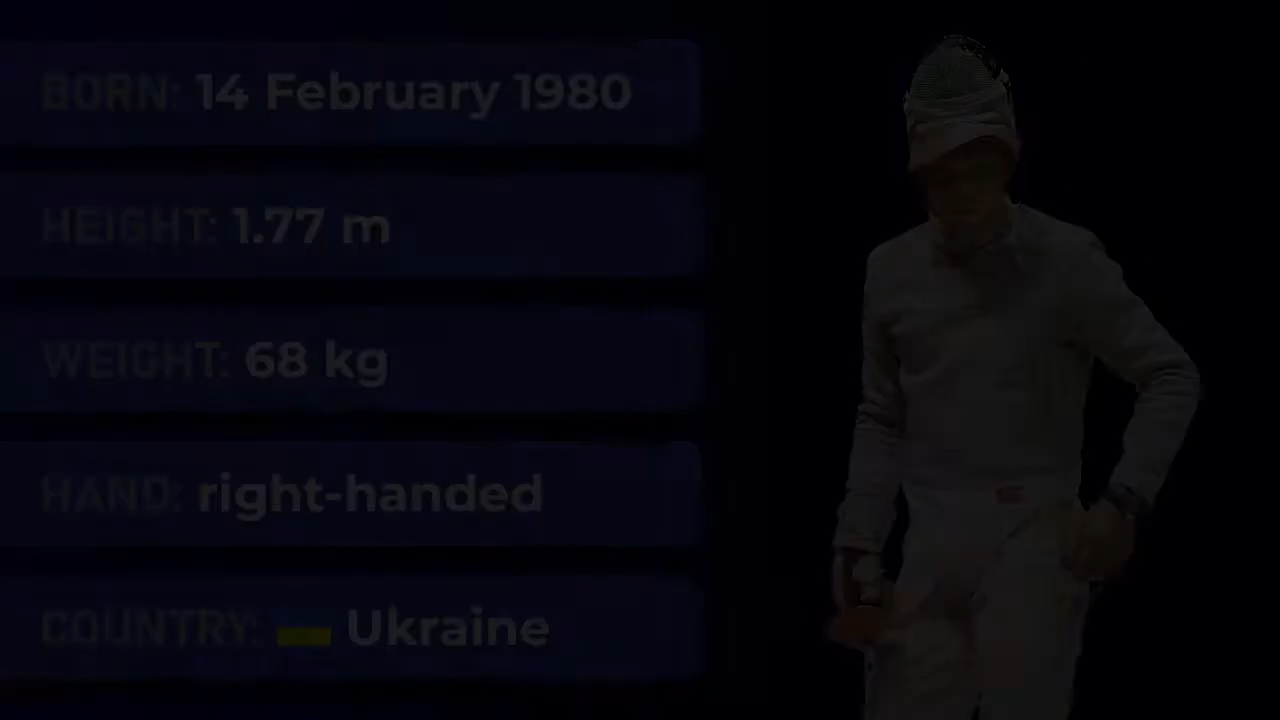 BORN: 14 February 1980
HEIGHT: 1.77 m
WEIGHT: 68 kg
HAND: right-handed
COUNTRY: Ukraine